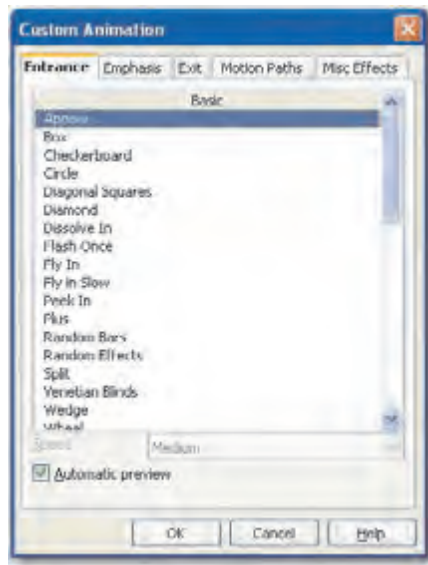 Custom Animation
Entrance Emphasis Exit Motion Paths Misc Effects
Basic
Appear
Box
Checkerboard
Circle
Diagonal Squares
Diamond
Dissolve In
Flash Once
Fly In
Fly in Slow
Peek In
Plus
Random Bars
Random Effects
Split
Venetian Blinds
Wedge
Wheel
Speed Medium
Automatic preview
OK Cancel Help